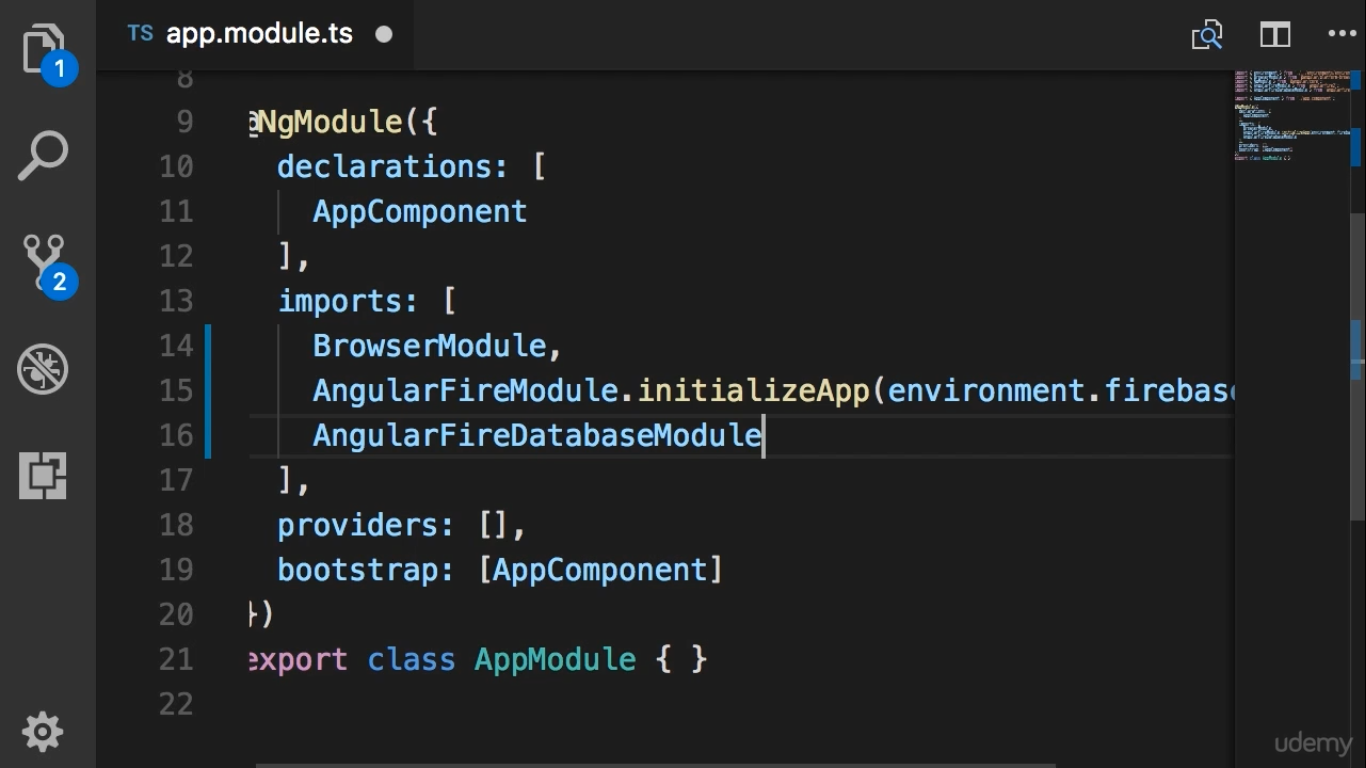 TS app.module.ts
1
8
9 @NgModule({
10 declarations: [
11 AppComponent
12 ],
13 imports: [
2
14 BrowserModule,
15 AngularFireModule.initializeApp(environment.firebase
16 AngularFireDatabaseModule
17 ],
18 providers: [],
19 bootstrap: [AppComponent]
20 })
21 export class AppModule { }
22
udemy